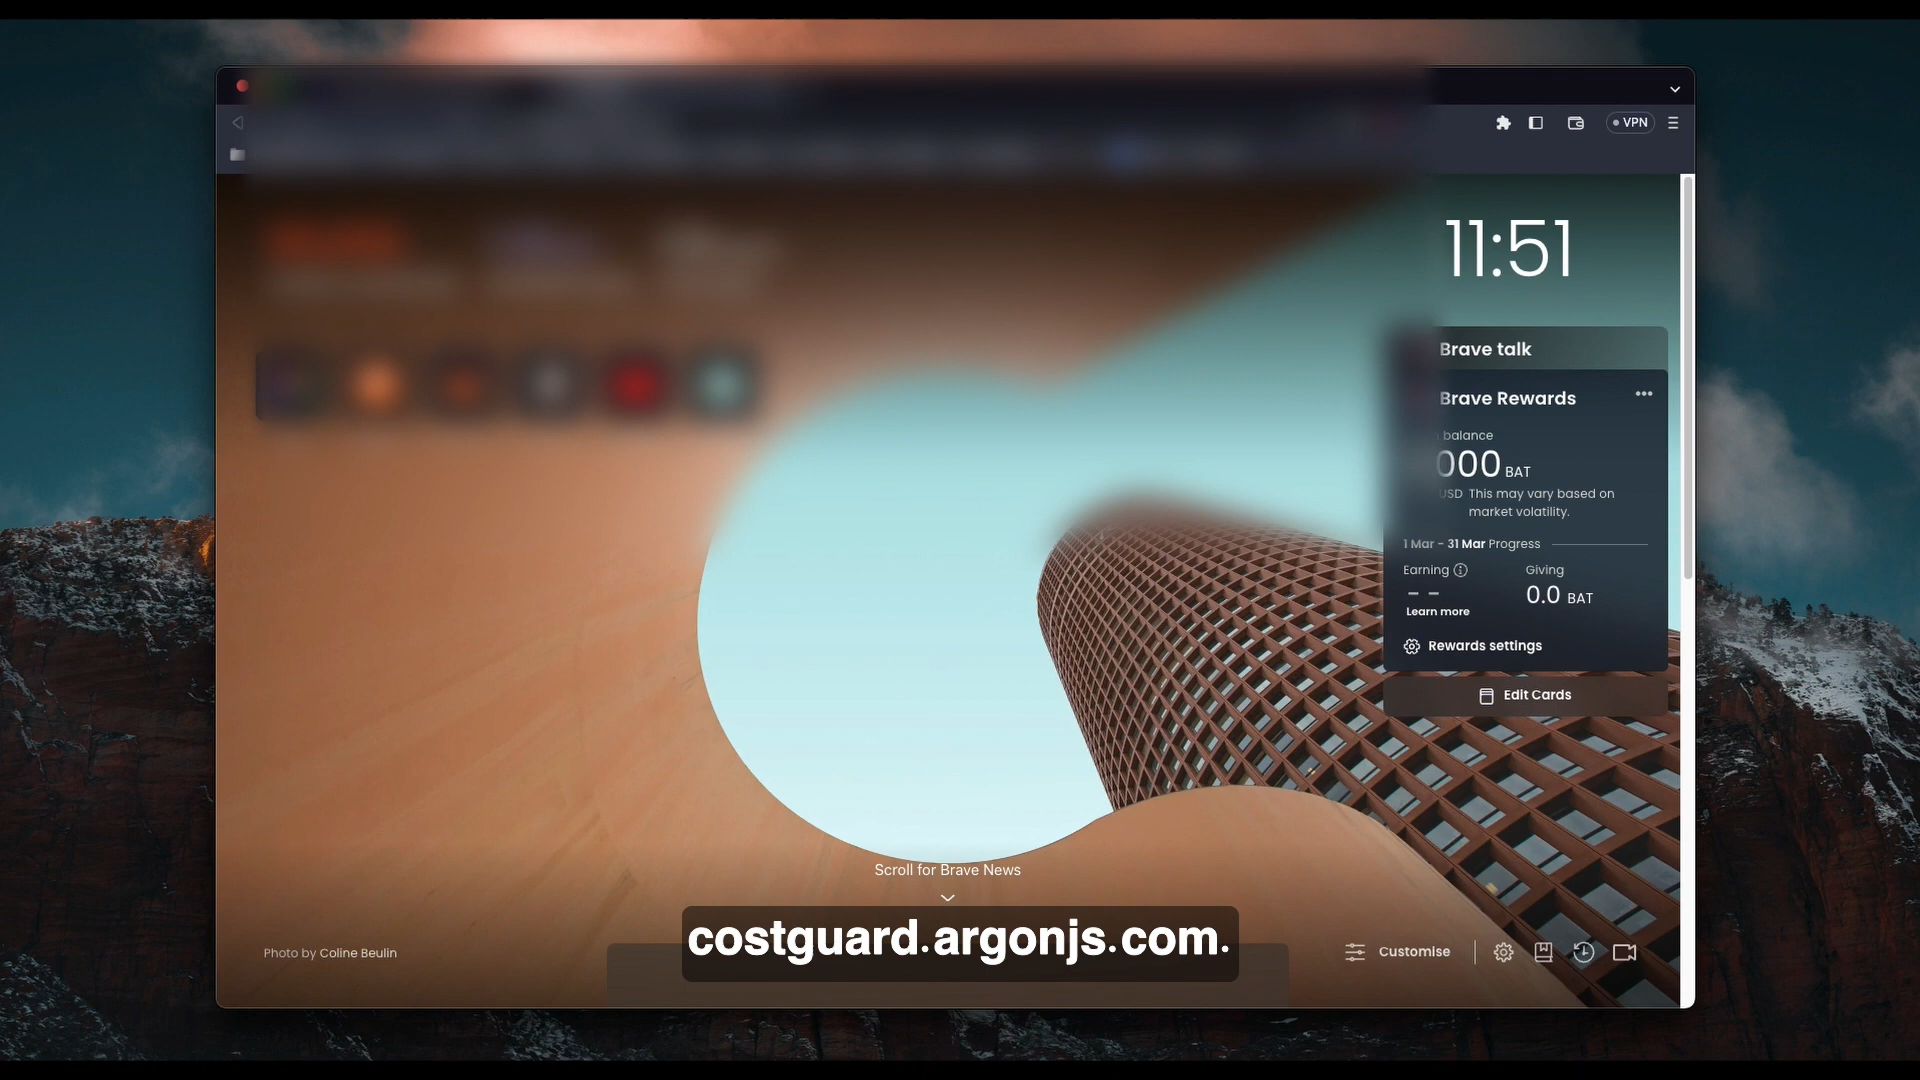 VPN
11:51
Brave talk
Brave Rewards
balance
000 BAT
USD This may vary based on
market volatility.
1 Mar - 31 Mar Progress
Earning
Giving
- -
0.0 BAT
Learn more
Rewards settings
Edit Cards
Scroll for Brave News
costguard.argonjs.com.
Photo by Coline Beulin
Customise